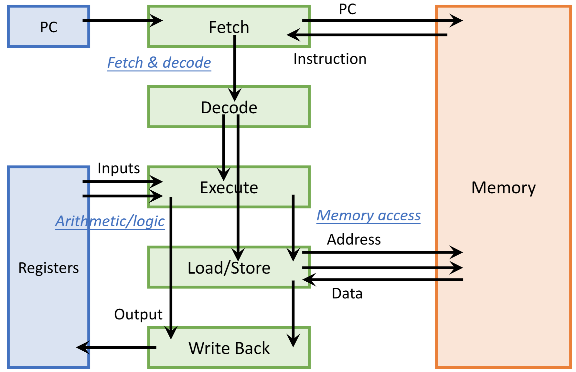 PC
Fetch
PC
Instruction
Fetch & decode
Decode
Inputs
Execute
Memory
Arithmetic/logic
Memory access
Address
Registers
Load/Store
Data
Output
Write Back